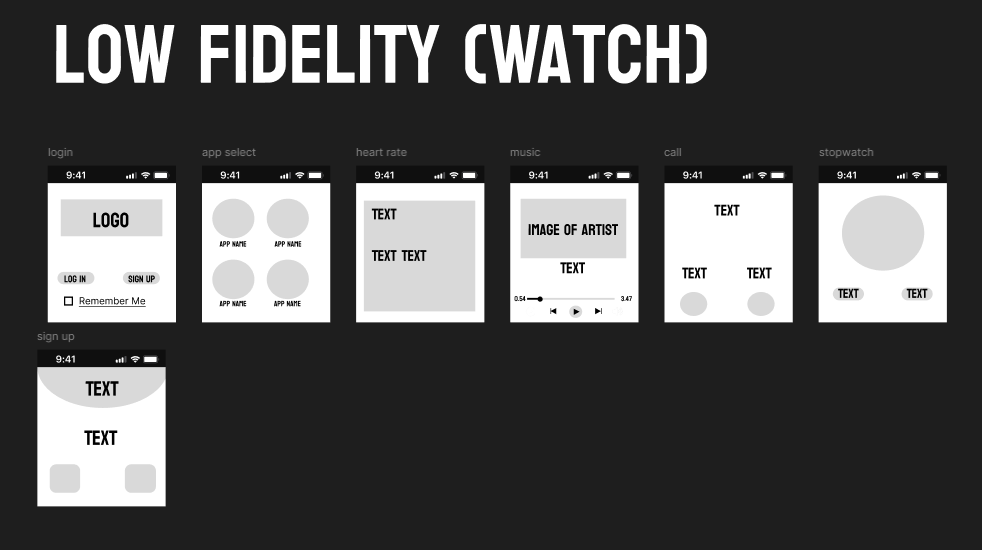 LOW FIDELITY (WATCH)
login
app select
heart rate
music
call
stopwatch
9:41
LOGO
LOG IN
SIGN UP
Remember Me
9:41
APP NAME
APP NAME
APP NAME
APP NAME
9:41
TEXT
TEXT TEXT
9:41
IMAGE OF ARTIST
TEXT
0.54
3.47
9:41
TEXT
TEXT
TEXT
9:41
TEXT
TEXT
sign up
9:41
TEXT
TEXT